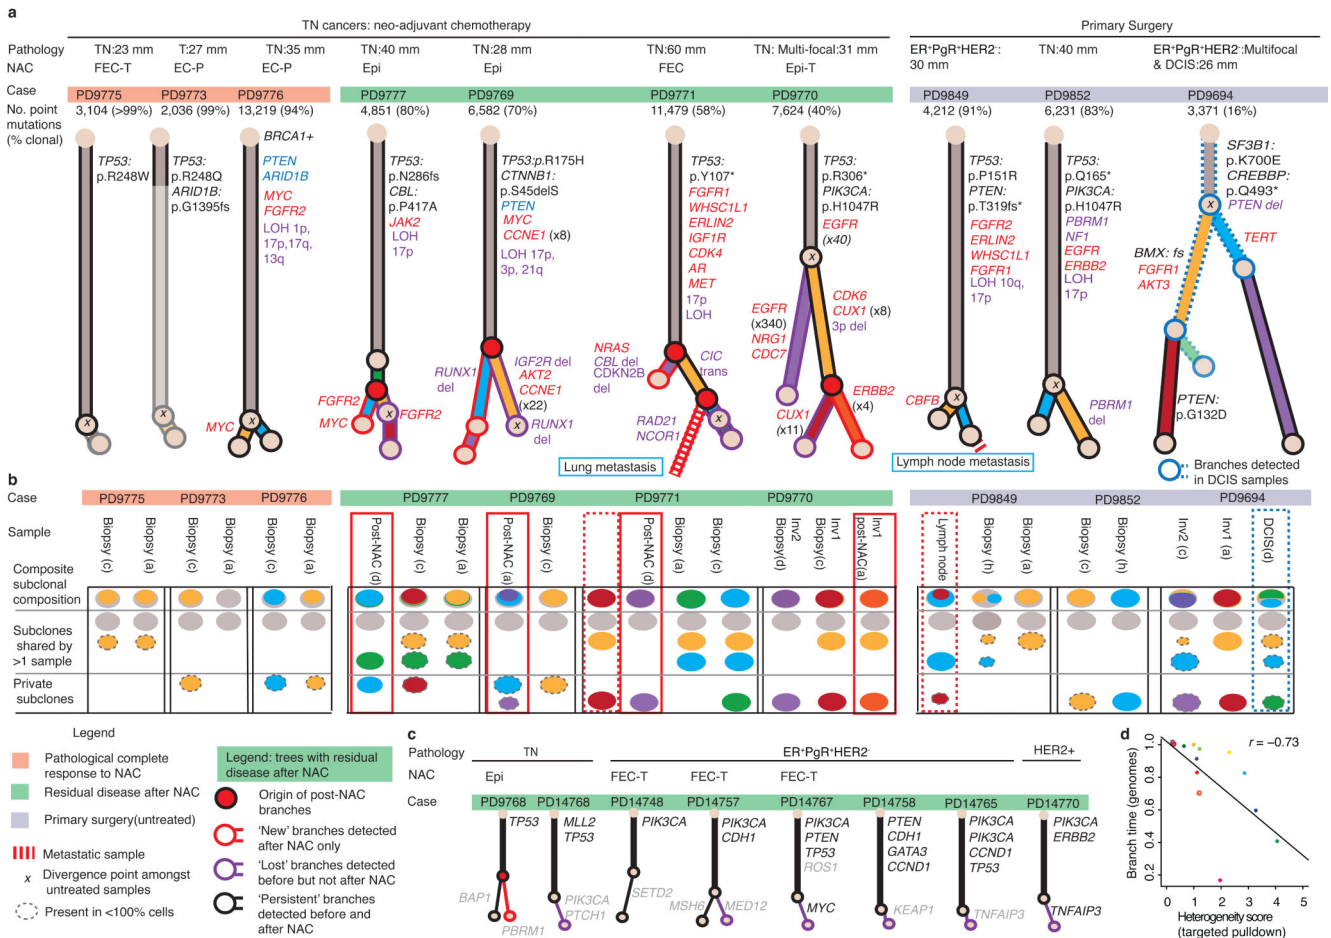 a
TN cancers: neo-adjuvant chemotherapy
Primary Surgery
Pathology
TN:23 mm
T:27 mm
TN:35 mm
TN:40 mm
TN:28 mm
TN:60 mm
TN: Multi-focal:31 mm
ER+PgR+HER2-:
30 mm
TN:40 mm
ER+PgR+HER2-:Multifocal
& DCIS:26 mm
NAC
FEC-T
EC-P
EC-P
Epi
Epi
FEC
Epi-T
Case
PD9775
PD9773
PD9776
PD9777
PD9769
PD9771
PD9770
PD9849
PD9852
PD9694
No. point
mutations
(% clonal)
3,104 (>99%)
2,036 (99%)
13,219 (94%)
4,851 (80%)
6,582 (70%)
11,479 (58%)
7,624 (40%)
4,212 (91%)
6,231 (83%)
3,371 (16%)
TP53:
p.R248W
x
TP53:
p.R248Q
ARID1B:
p.G1395fs
x
BRCA1+
PTEN
ARID1B
MYC
FGFR2
LOH 1p,
17p,17q,
13q
MYC
x
TP53:
p.N286fs
CBL:
p.P417A
JAK2
LOH
17p
FGFR2
MYC
x
FGFR2
TP53:p.R175H
CTNNB1:
p.S45delS
PTEN
MYC
CCNE1 (x8)
LOH 17p,
3p, 21q
RUNX1
del
IGF2R del
AKT2
CCNE1
(x22)
RUNX1
del
x
TP53:
p.Y107*
FGFR1
WHSC1L1
ERLIN2
IGF1R
CDK4
AR
MET
17p
LOH
NRAS
CBL del
CDKN2B
del
CIC
trans
x
RAD21
NCOR1
Lung metastasis
TP53:
p.R306*
PIK3CA:
p.H1047R
EGFR
(x40)
x
EGFR
(x340)
NRG1
CDC7
CDK6
CUX1 (x8)
3p del
CUX1
(x11)
ERBB2
(x4)
TP53:
p.P151R
PTEN:
p.T319fs*
FGFR2
ERLIN2
WHSC1L1
FGFR1
LOH 10q,
17p
CBFB
x
Lymph node metastasis
TP53:
p.Q165*
PIK3CA:
p.H1047R
PBRM1
NF1
EGFR
ERBB2
LOH
17p
x
PBRM1
del
SF3B1:
p.K700E
CREBBP:
p.Q493*
PTEN del
x
TERT
BMX: fs
FGFR1
AKT3
PTEN:
p.G132D
Branches detected
in DCIS samples
b
Case
PD9775
PD9773
PD9776
PD9777
PD9769
PD9771
PD9770
PD9849
PD9852
PD9694
Sample
Biopsy (c)
Biopsy (a)
Biopsy (c)
Biopsy (a)
Biopsy (c)
Biopsy (a)
Post-NAC (d)
Biopsy (c)
Biopsy (a)
Post-NAC (a)
Biopsy (c)
Post-NAC (d)
Biopsy (a)
Biopsy (c)
Inv2
Biopsy(d)
Inv1
Biopsy(c)
Inv1
post-NAC(a)
Lymph node
Biopsy (h)
Biopsy (a)
Biopsy (c)
Biopsy (h)
Inv2 (c)
Inv1 (a)
DCIS(d)
Composite
subclonal
composition
Subclones
shared by
>1 sample
Private
subclones
Legend
Pathological complete
response to NAC
Residual disease after NAC
Primary surgery(untreated)
Metastatic sample
x Divergence point amongst
untreated samples
Present in <100% cells
Legend: trees with residual
disease after NAC
Origin of post-NAC
branches
'New' branches detected
after NAC only
'Lost' branches detected
before but not after NAC
'Persistent' branches
detected before and
after NAC
c
Pathology
TN
ER+PgR+HER2-
HER2+
NAC
Epi
FEC-T
FEC-T
FEC-T
Case
PD9768
PD14768
PD14748
PD14757
PD14767
PD14758
PD14765
PD14770
TP53
BAP1
PBRM1
MLL2
TP53
PIK3CA
PTCH1
PIK3CA
SETD2
PIK3CA
CDH1
MSH6
MED12
PIK3CA
PTEN
TP53
ROS1
MYC
PTEN
CDH1
GATA3
CCND1
KEAP1
PIK3CA
PIK3CA
CCND1
TP53
TNFAIP3
PIK3CA
ERBB2
TNFAIP3
d
r = −0.73
Branch time (genomes)
1.0
0.8
0.6
0.4
0.2
0
1
2
3
4
5
Heterogeneity score
(targeted pulldown)